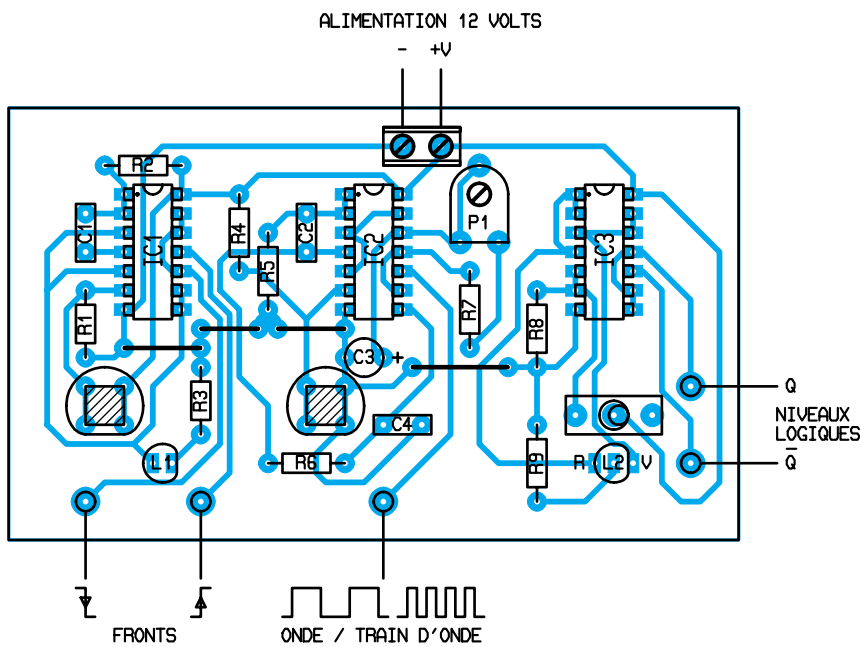 ALIMENTATION 12 VOLTS
- +V
R2
C1
IC1
R4
R5
C2
IC2
P1
IC3
R1
R7
R8
C3 +
R3
Q
NIVEAUX
LOGIQUES
Q̅
C4
L1
R6
R9
R L2 V
FRONTS
ONDE / TRAIN D'ONDE